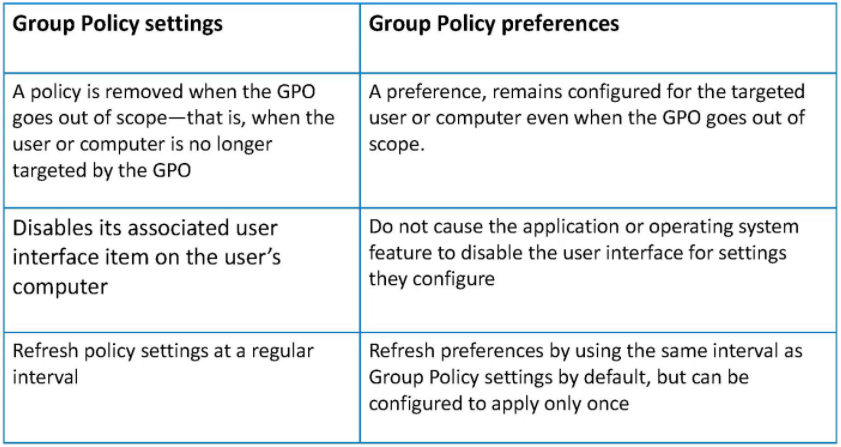 Group Policy settings
Group Policy preferences
A policy is removed when the GPO
goes out of scope—that is, when the
user or computer is no longer
targeted by the GPO
A preference, remains configured for the targeted
user or computer even when the GPO goes out of
scope.
Disables its associated user
interface item on the user's
computer
Do not cause the application or operating system
feature to disable the user interface for settings
they configure
Refresh policy settings at a regular
interval
Refresh preferences by using the same interval as
Group Policy settings by default, but can be
configured to apply only once